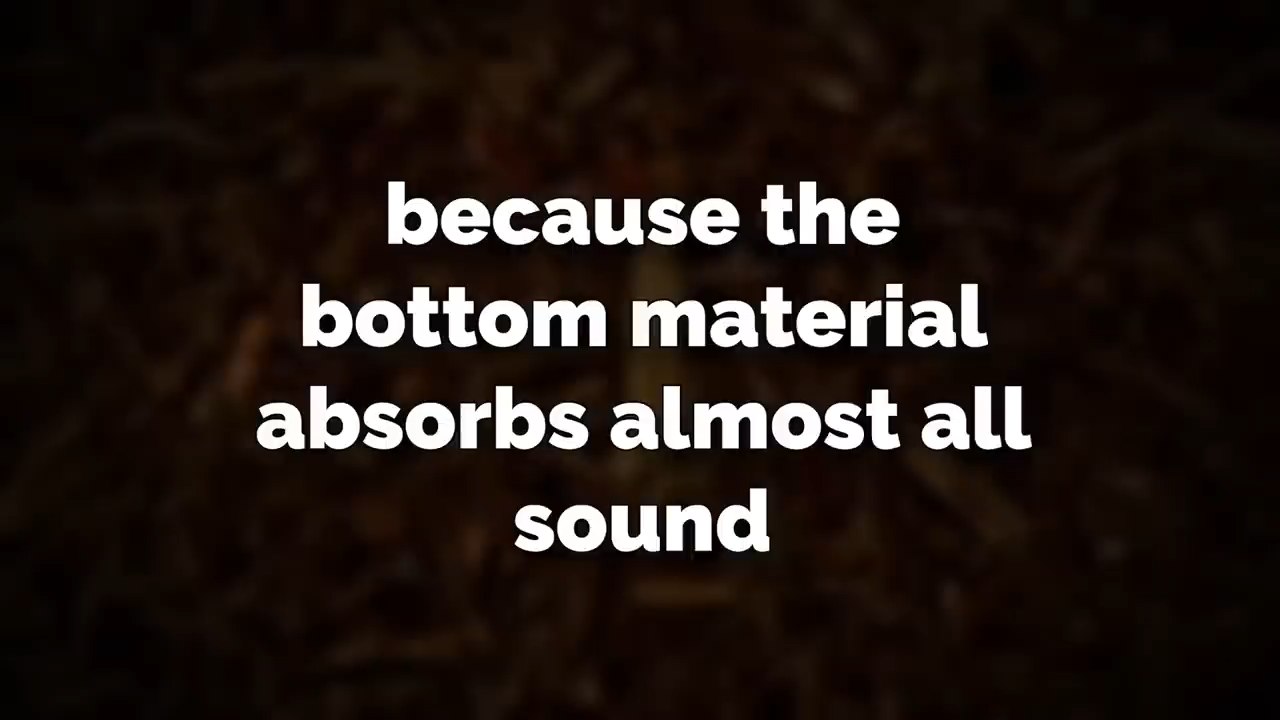 because the
bottom material
absorbs almost all
sound